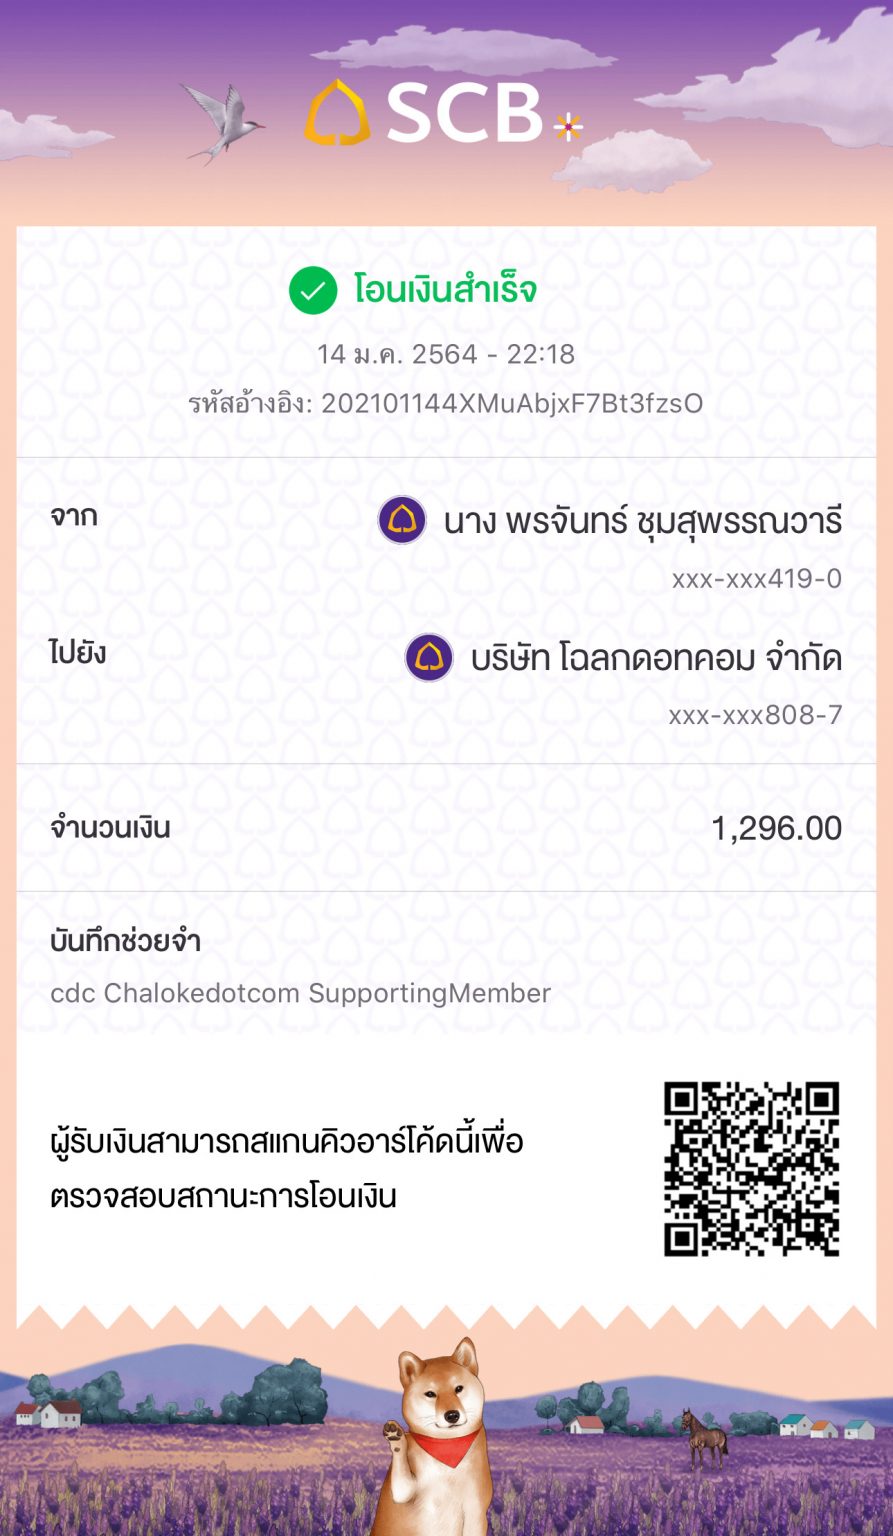 SCB
โอนเงินสำเร็จ
14 ม.ค. 2564 - 22:18
รหัสอ้างอิง: 202101144XMuAbjxF7Bt3fzsO
จาก
นาง พรจันทร์ ชุมสุพรรณวารี
xxx-xxx419-0
ไปยัง
บริษัท โฉลกดอทคอม จำกัด
xxx-xxx808-7
จำนวนเงิน 1,296.00
บันทึกช่วยจำ
cdc Chalokedotcom SupportingMember
ผู้รับเงินสามารถสแกนคิวอาร์โค้ดนี้เพื่อ
ตรวจสอบสถานะการโอนเงิน